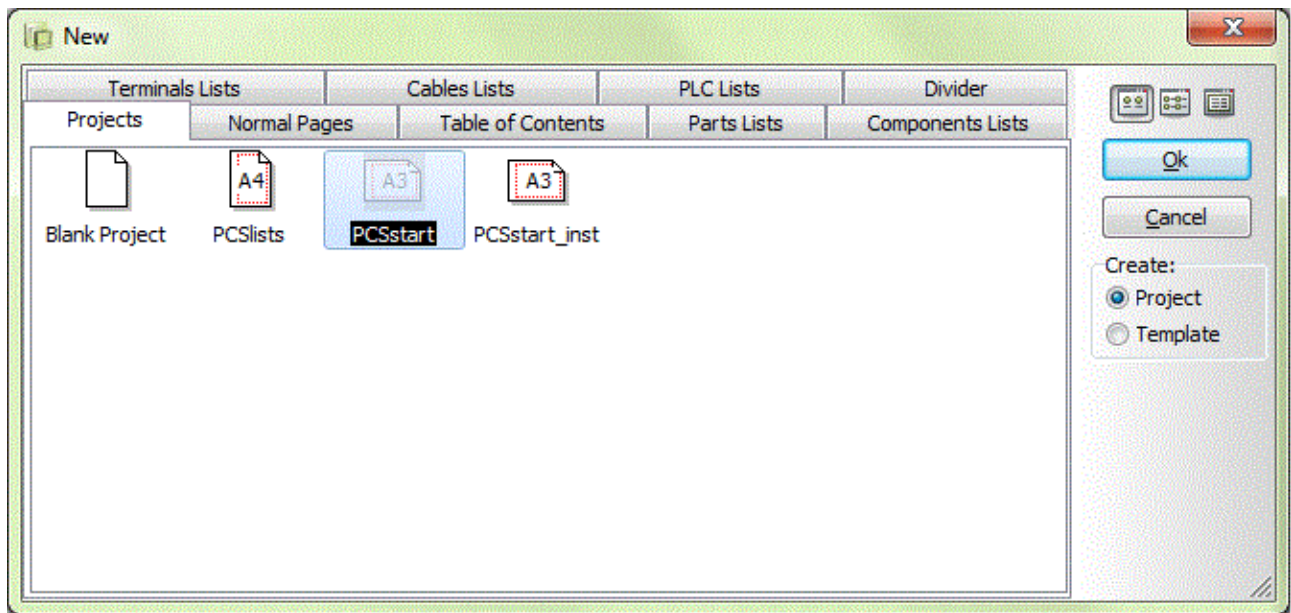 New
Terminals Lists Cables Lists PLC Lists Divider
Projects Normal Pages Table of Contents Parts Lists Components Lists
A4 A3 A3
Blank Project PCSlists PCSstart PCSstart_inst
Ok
Cancel
Create:
Project
Template